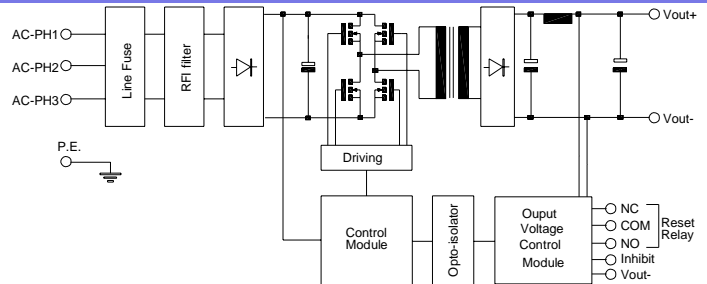 AC-PH1
AC-PH2
AC-PH3
P.E.
Line Fuse
RFI filter
Driving
Control
Module
Opto-isolator
Ouput
Voltage
Control
Module
Vout+
Vout-
NC
COM
NO
Inhibit
Vout-
Reset
Relay